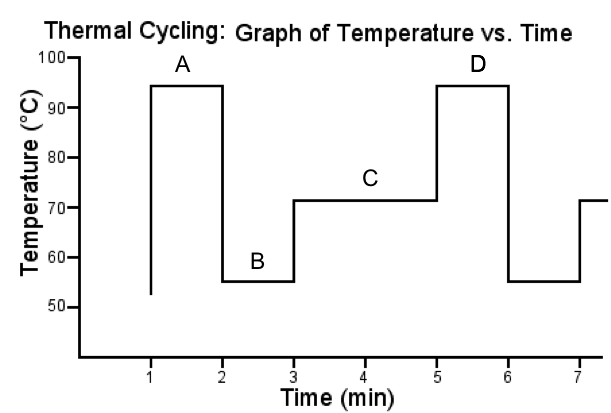 Thermal Cycling: Graph of Temperature vs. Time
100
A
D
90
80
C
70
B
60
50
Temperature (°C)
1 2 3 4 5 6 7
Time (min)